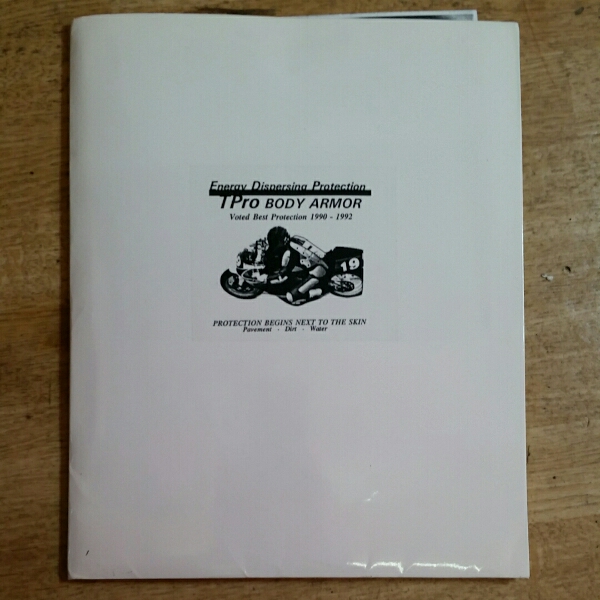 Energy Dispersing Protection
TPro BODY ARMOR
Voted Best Protection 1990 - 1992
19
PROTECTION BEGINS NEXT TO THE SKIN
Pavement - Dirt - Water